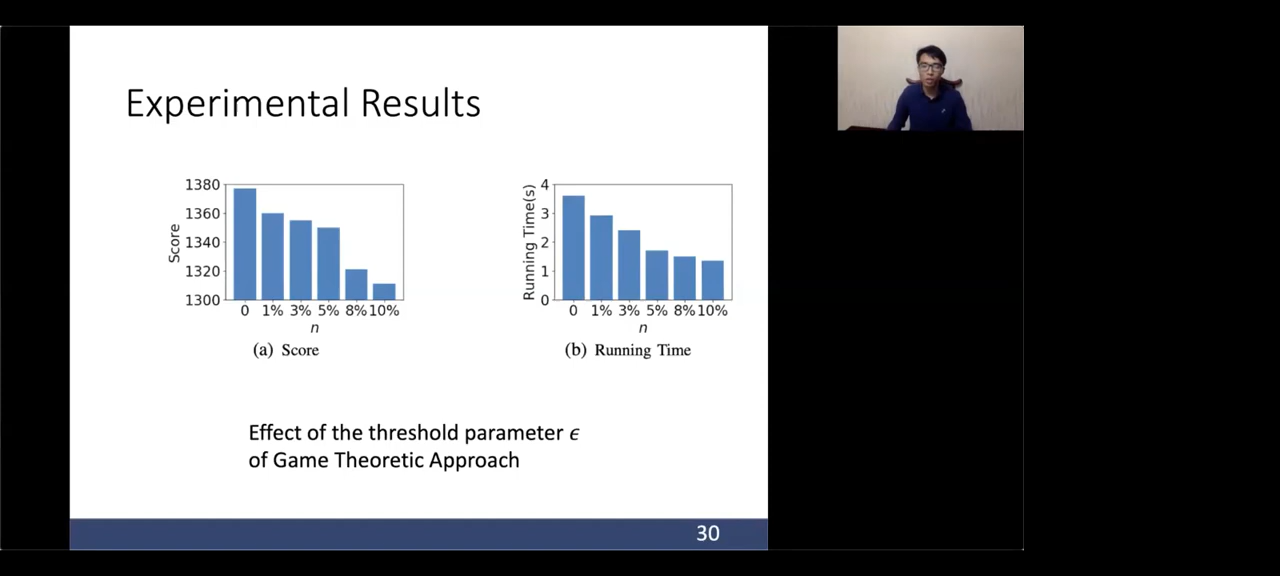 Experimental Results
1380
1360
1340
1320
1300
Score
0 1% 3% 5% 8% 10%
n
(a) Score
4
3
2
1
0
Running Time(s)
0 1% 3% 5% 8% 10%
n
(b) Running Time
Effect of the threshold parameter ϵ
of Game Theoretic Approach
30